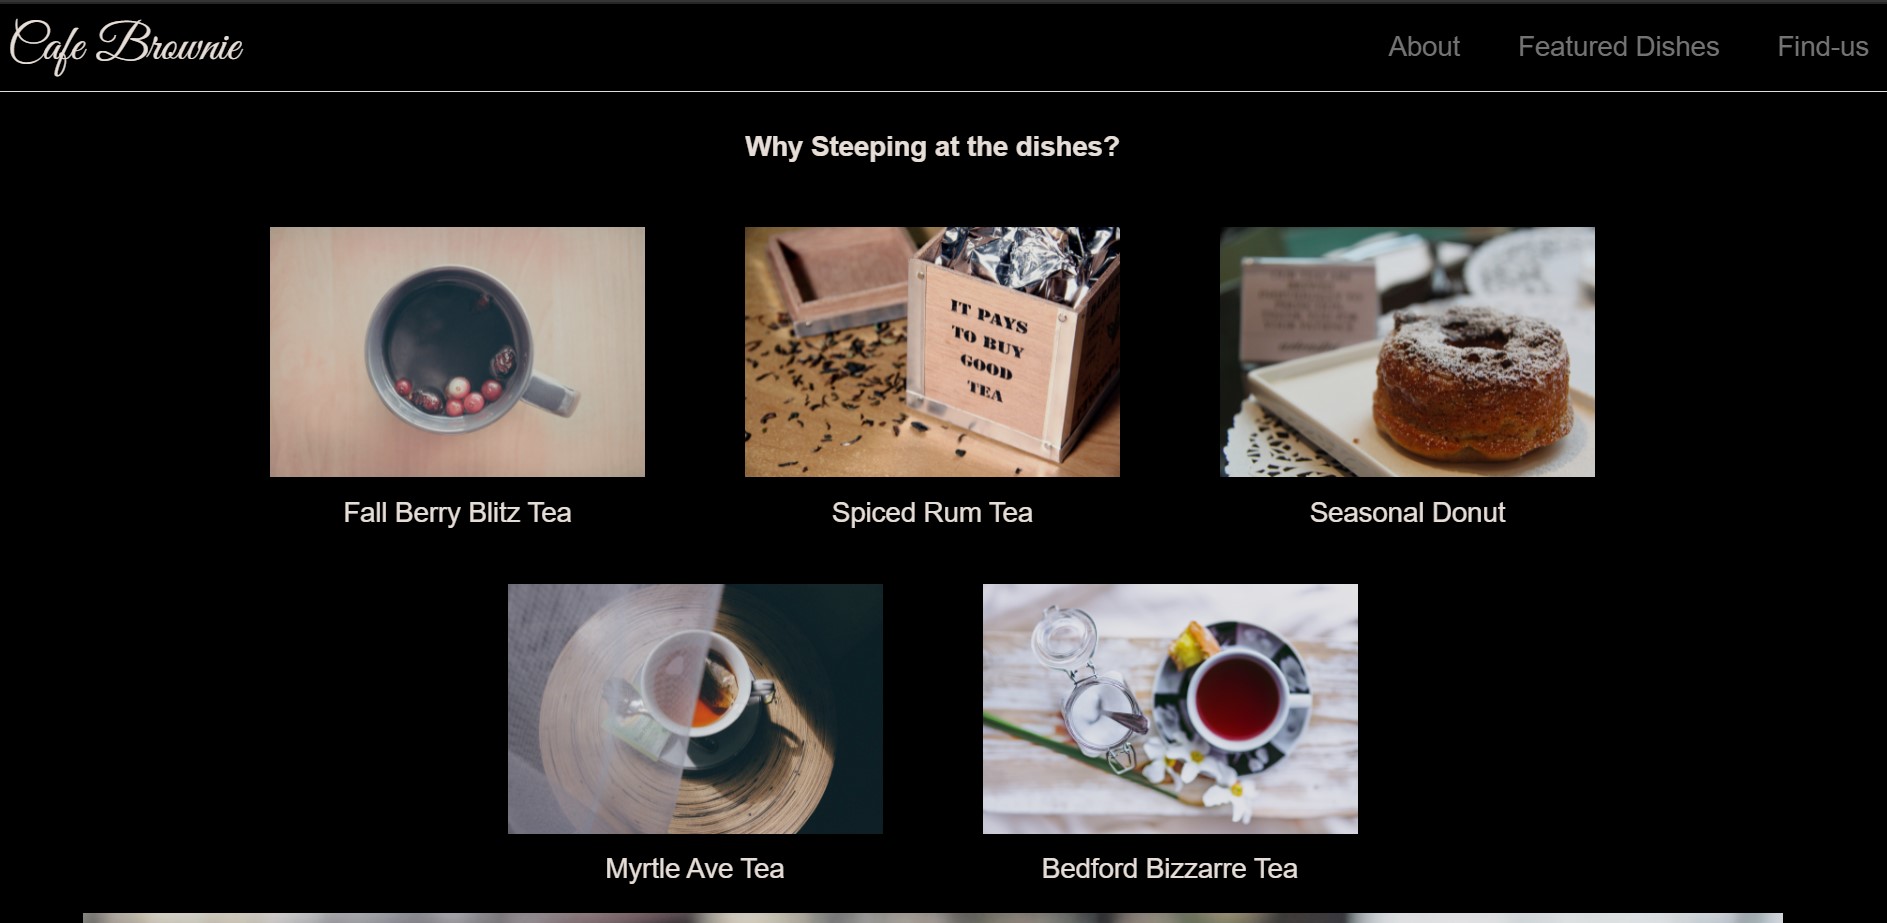 Cafe Brownie
About Featured Dishes Find-us
Why Steeping at the dishes?
IT PAYS
TO BUY
GOOD
TEA
Fall Berry Blitz Tea
Spiced Rum Tea
Seasonal Donut
Myrtle Ave Tea
Bedford Bizzarre Tea